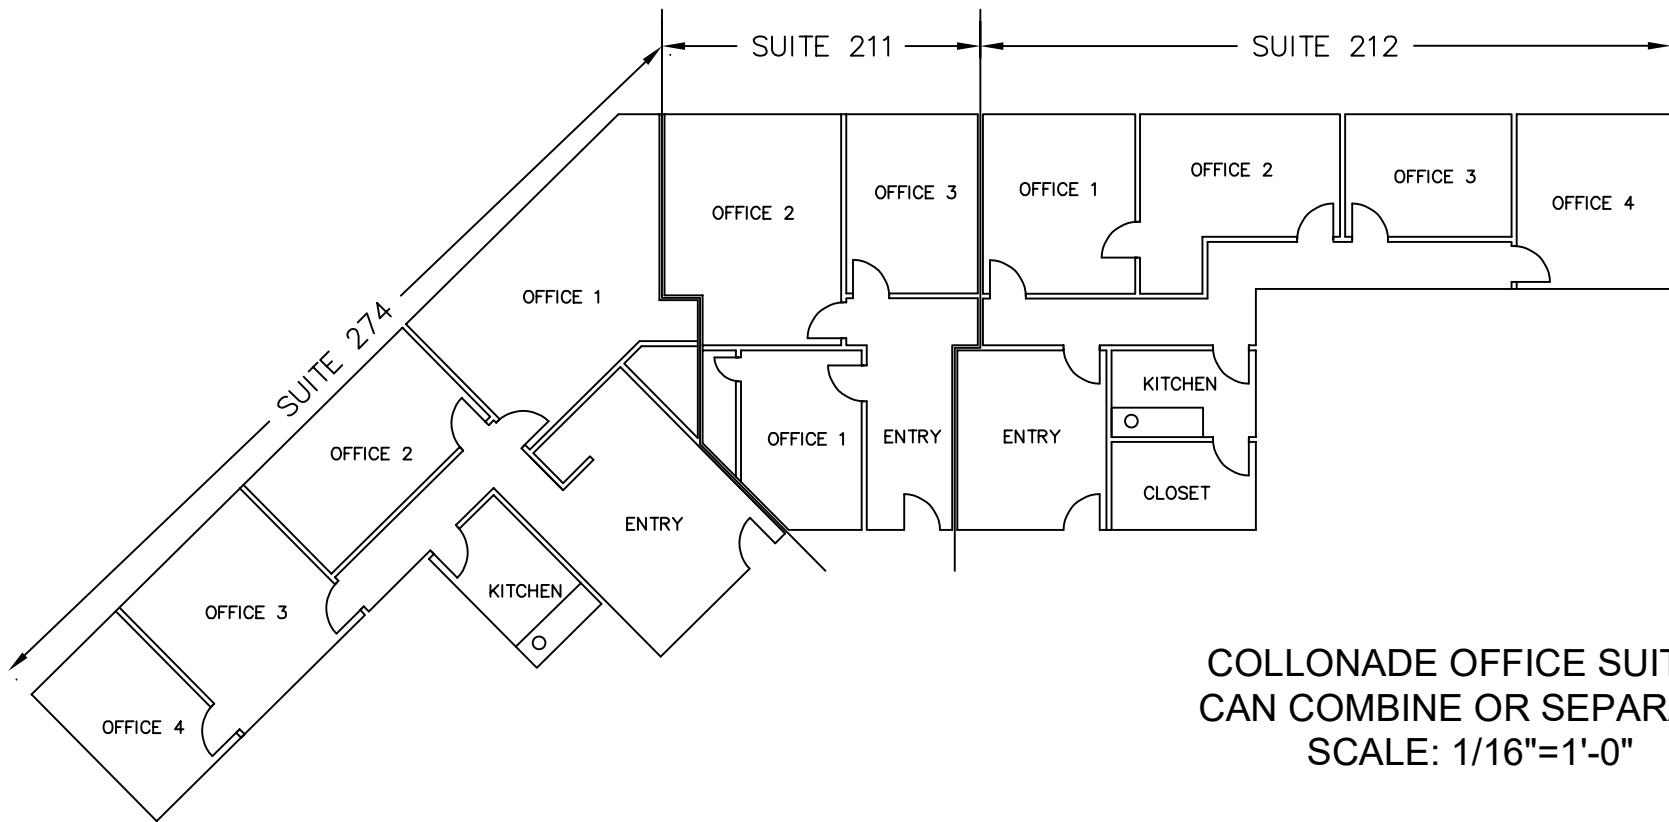 SUITE 211
SUITE 212
SUITE 274
OFFICE 2
OFFICE 3
OFFICE 1
OFFICE 2
OFFICE 3
OFFICE 4
OFFICE 1
OFFICE 2
OFFICE 3
OFFICE 4
OFFICE 1
ENTRY
ENTRY
KITCHEN
CLOSET
ENTRY
KITCHEN
COLLONADE OFFICE SUIT
CAN COMBINE OR SEPARA
SCALE: 1/16"=1'-0"